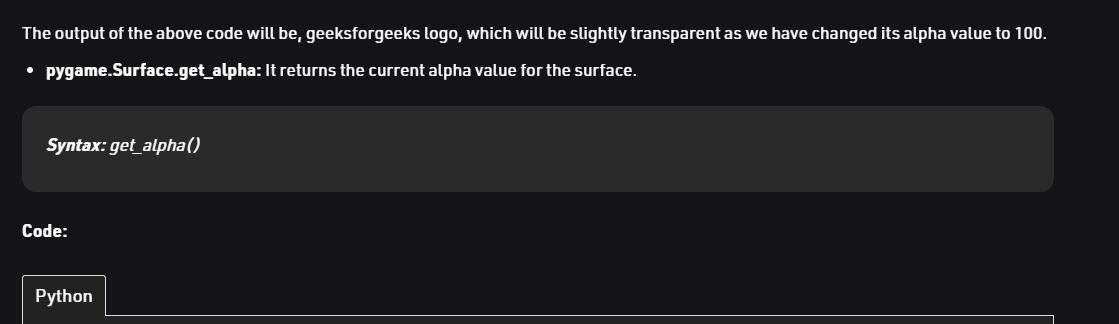 The output of the above code will be, geeksforgeeks logo, which will be slightly transparent as we have changed its alpha value to 100.
• pygame.Surface.get_alpha: It returns the current alpha value for the surface.
Syntax: get_alpha()
Code:
Python